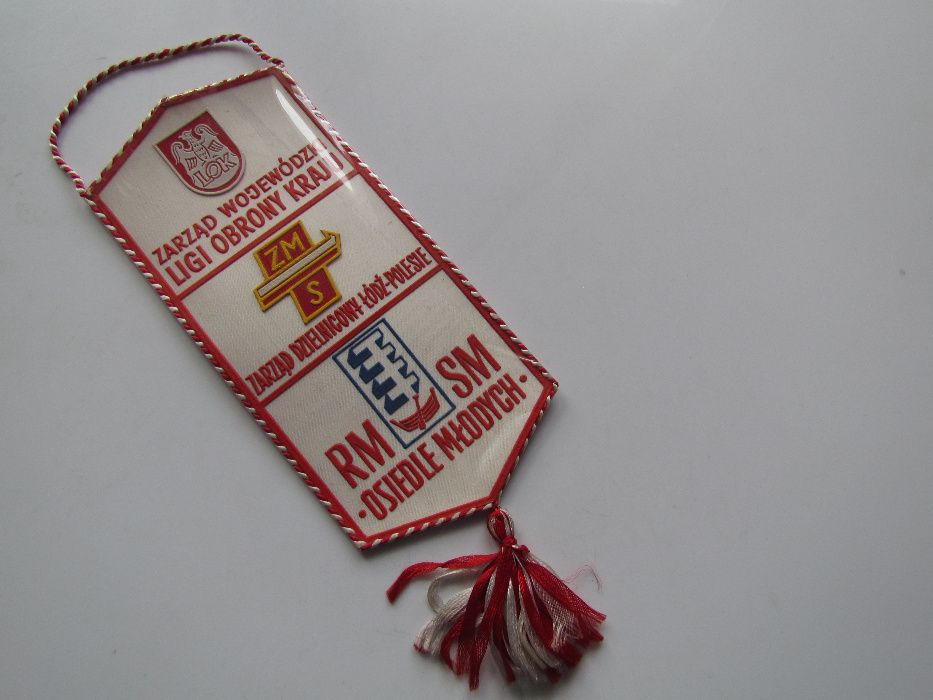 LOK
ZARZĄD WOJEWÓDZKI
LIGI OBRONY KRAJU
ZM
S
ZARZĄD DZIELNICOWY ŁÓDŹ-POLESIE
RM SM
• OSIEDLE MŁODYCH •